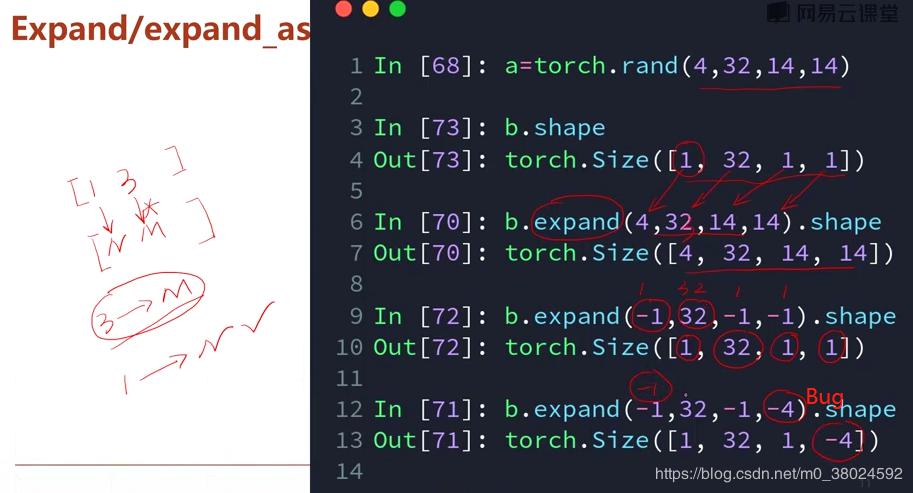 Expand/expand_as
网易云课堂
1 In [68]: a=torch.rand(4,32,14,14)
2
3 In [73]: b.shape
4 Out[73]: torch.Size([1, 32, 1, 1])
5
6 In [70]: b.expand(4,32,14,14).shape
7 Out[70]: torch.Size([4, 32, 14, 14])
8
1 32 1 1
9 In [72]: b.expand(-1,32,-1,-1).shape
10 Out[72]: torch.Size([1, 32, 1, 1])
11
-1
Bug
12 In [71]: b.expand(-1,32,-1,-4).shape
13 Out[71]: torch.Size([1, 32, 1, -4])
14
[1 3 ]
[N M ]
3 → M
1 → N ✓
https://blog.csdn.net/m0_38024592